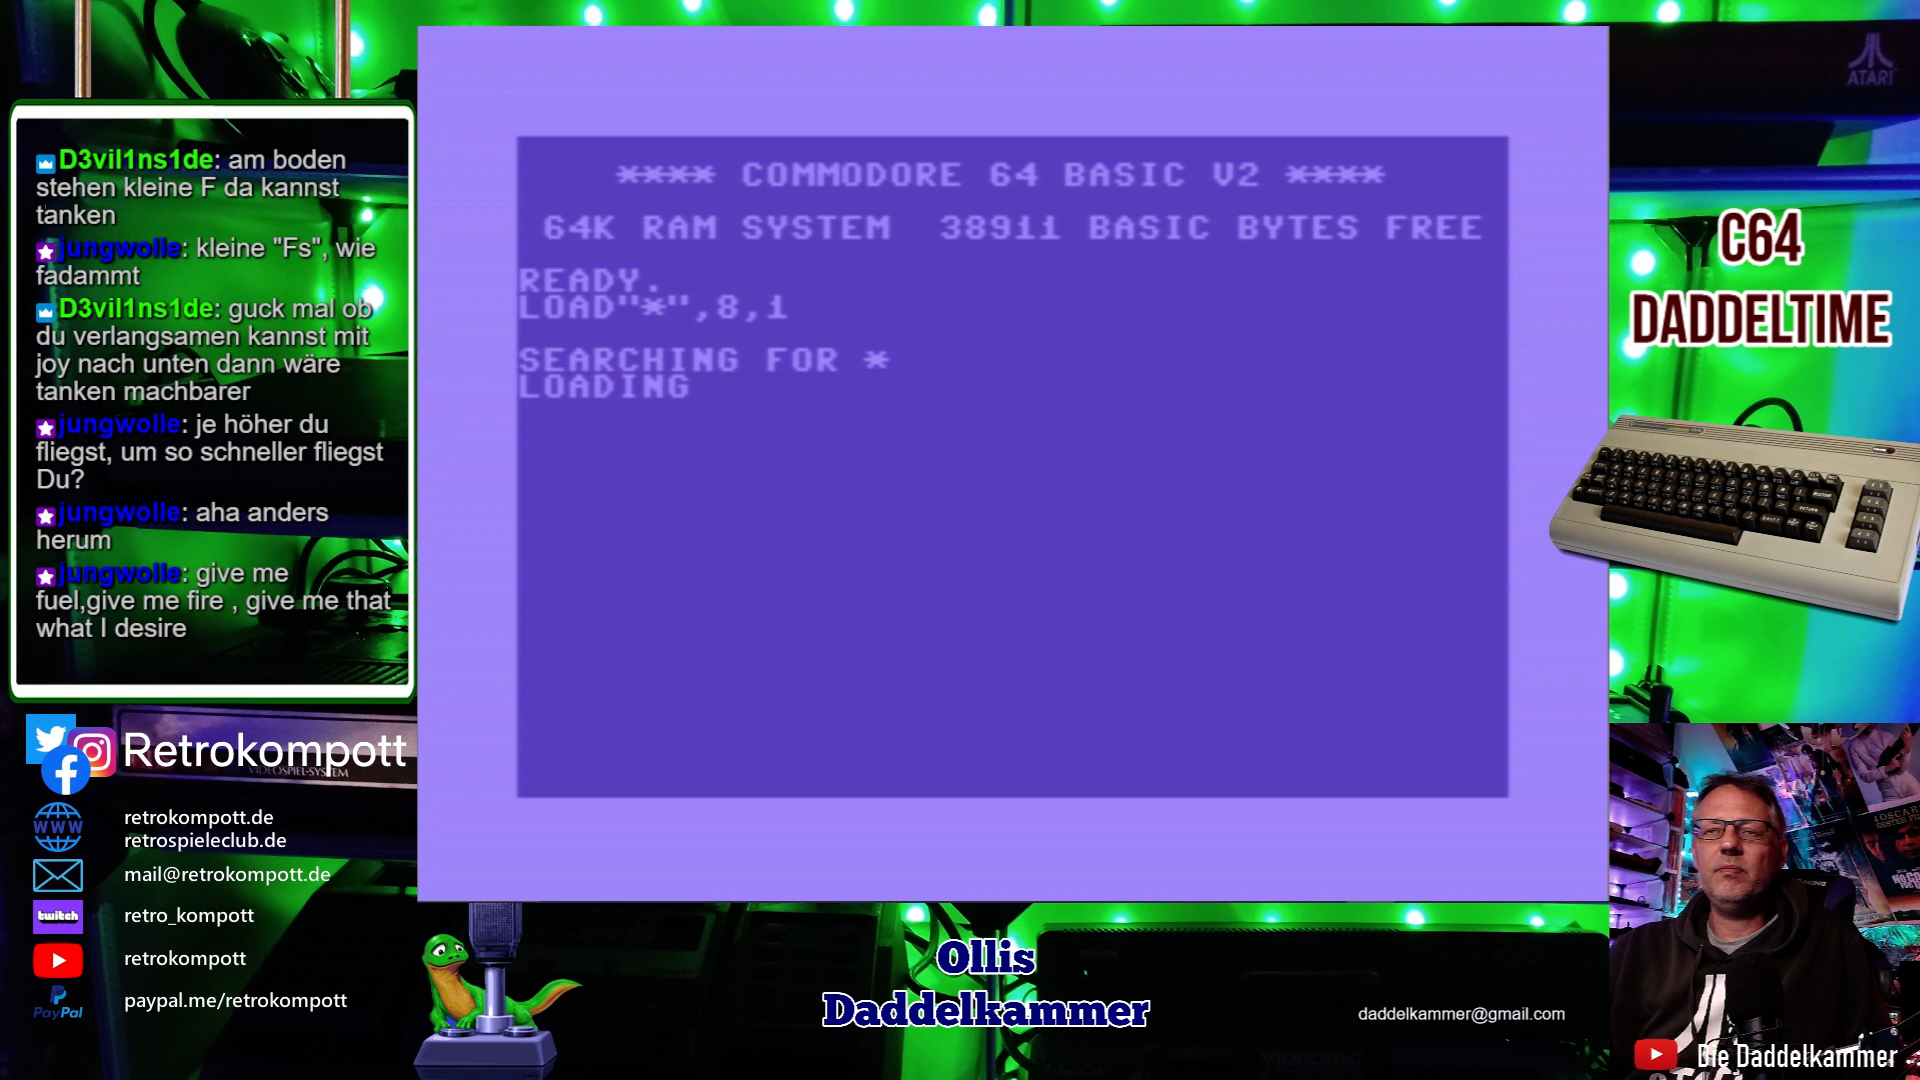 D3vil1ns1de: am boden
stehen kleine F da kannst
tanken
jungwolle: kleine "Fs", wie
fadammt
D3vil1ns1de: guck mal ob
du verlangsamen kannst mit
joy nach unten dann wäre
tanken machbarer
jungwolle: je höher du
fliegst, um so schneller fliegst
Du?
jungwolle: aha anders
herum
jungwolle: give me
fuel,give me fire , give me that
what I desire
Retrokompott
VIDEOSPIEL-SYSTEM
WWW
retrokompott.de
retrospieleclub.de
mail@retrokompott.de
twitch
retro_kompott
retrokompott
PayPal
paypal.me/retrokompott
**** COMMODORE 64 BASIC V2 ****
64K RAM SYSTEM  38911 BASIC BYTES FREE
READY.
LOAD"*",8,1
SEARCHING FOR *
LOADING
ATARI
C64
DADDELTIME
Ollis
Daddelkammer
daddelkammer@gmail.com
Die Daddelkammer